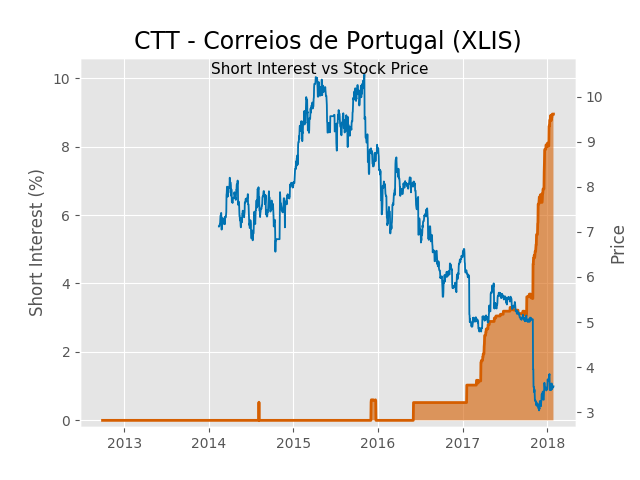 CTT - Correios de Portugal (XLIS)
Short Interest vs Stock Price
Short Interest (%)
10
8
6
4
2
0
10
9
8
7
6
5
4
3
Price
2013 2014 2015 2016 2017 2018